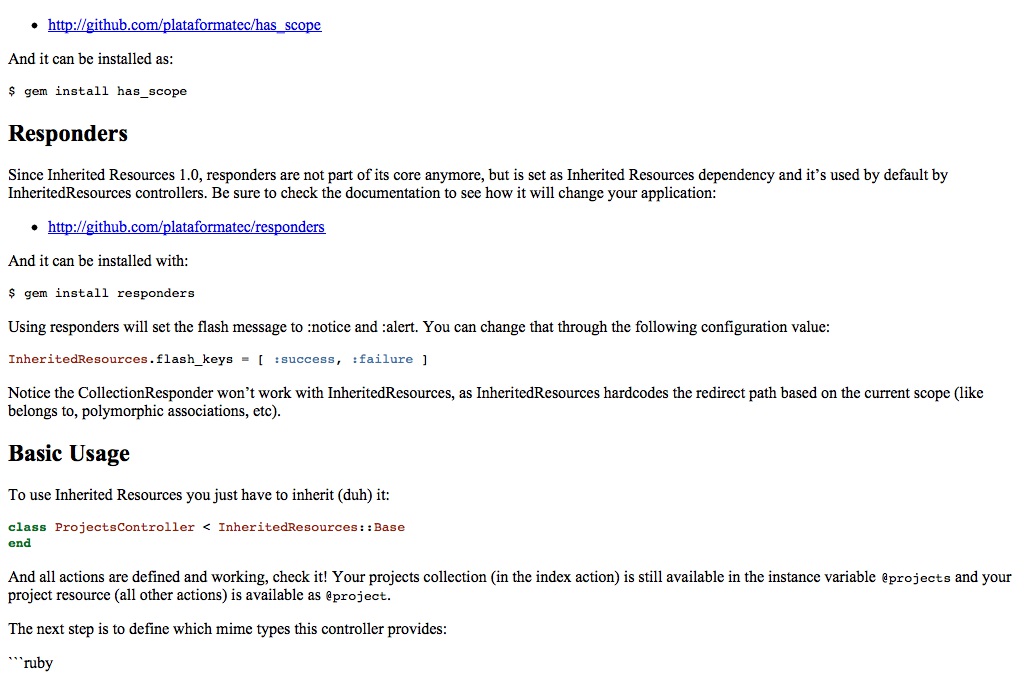 • http://github.com/plataformatec/has_scope
And it can be installed as:
$ gem install has_scope
Responders
Since Inherited Resources 1.0, responders are not part of its core anymore, but is set as Inherited Resources dependency and it’s used by default by
InheritedResources controllers. Be sure to check the documentation to see how it will change your application:
• http://github.com/plataformatec/responders
And it can be installed with:
$ gem install responders
Using responders will set the flash message to :notice and :alert. You can change that through the following configuration value:
InheritedResources.flash_keys = [ :success, :failure ]
Notice the CollectionResponder won’t work with InheritedResources, as InheritedResources hardcodes the redirect path based on the current scope (like
belongs to, polymorphic associations, etc).
Basic Usage
To use Inherited Resources you just have to inherit (duh) it:
class ProjectsController < InheritedResources::Base
end
And all actions are defined and working, check it! Your projects collection (in the index action) is still available in the instance variable @projects and your
project resource (all other actions) is available as @project.
The next step is to define which mime types this controller provides:
```ruby